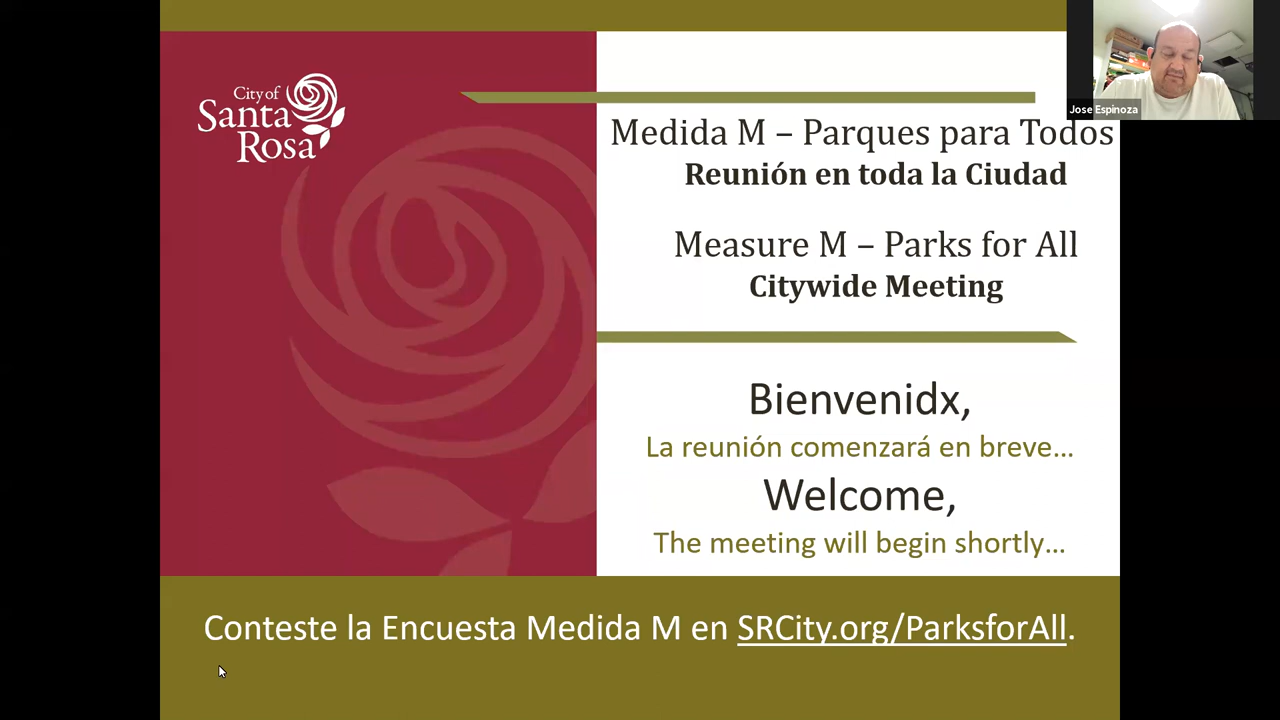 City of
Santa
Rosa
Jose Espinoza
Medida M – Parques para Todos
Reunión en toda la Ciudad
Measure M – Parks for All
Citywide Meeting
Bienvenidx,
La reunión comenzará en breve…
Welcome,
The meeting will begin shortly…
Conteste la Encuesta Medida M en SRCity.org/ParksforAll.